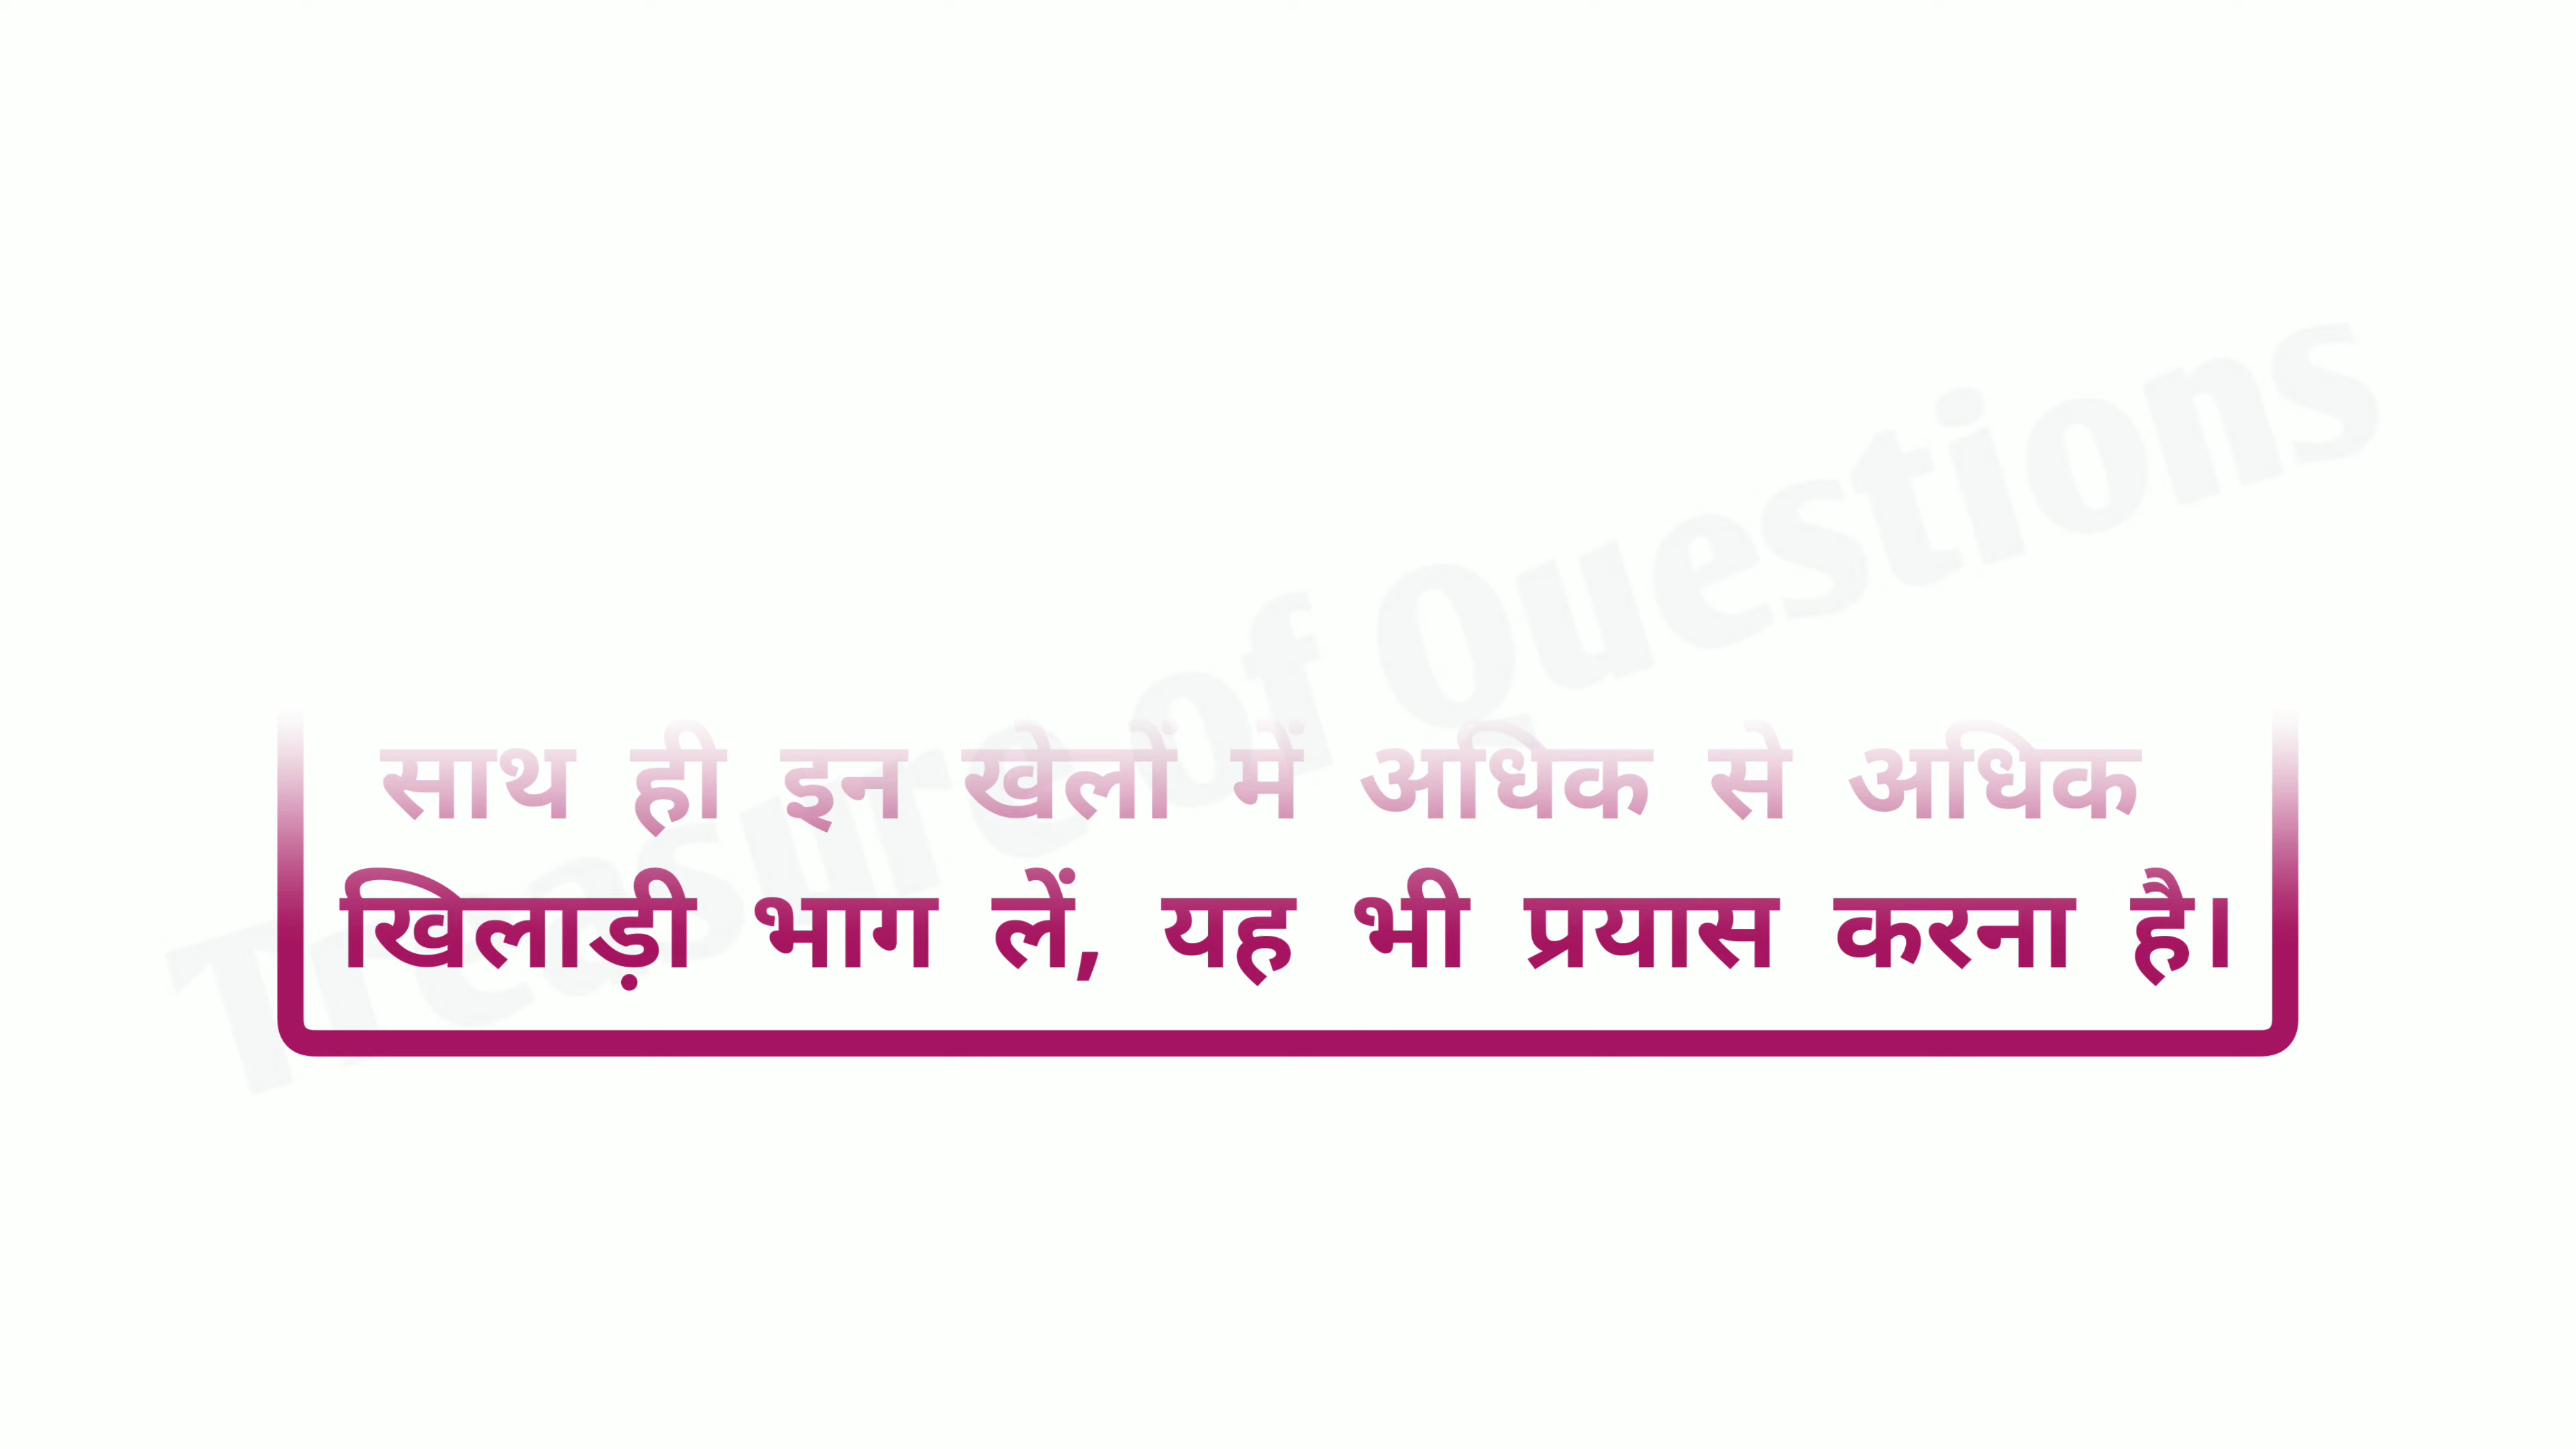 साथ ही इन खेलों में अधिक से अधिक
खिलाड़ी भाग लें, यह भी प्रयास करना है।
Treasure of Questions